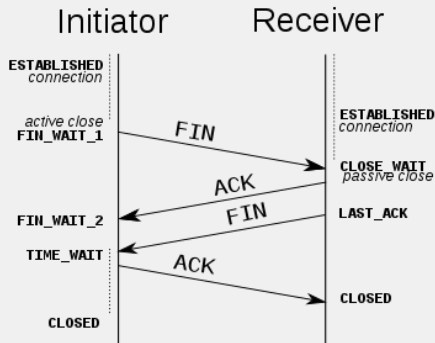 Initiator
Receiver
ESTABLISHED
connection
active close
FIN_WAIT_1
FIN
ESTABLISHED
connection
CLOSE_WAIT
passive close
ACK
FIN_WAIT_2
FIN
LAST_ACK
TIME_WAIT
ACK
CLOSED
CLOSED